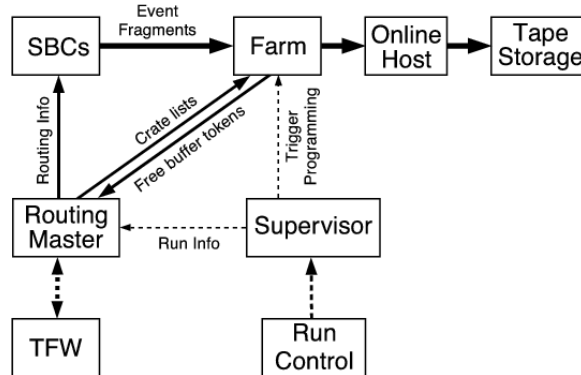 Event
Fragments
SBCs
Farm
Online
Host
Tape
Storage
Routing Info
Crate lists
Free buffer tokens
Trigger
Programming
Routing
Master
Run Info
Supervisor
TFW
Run
Control